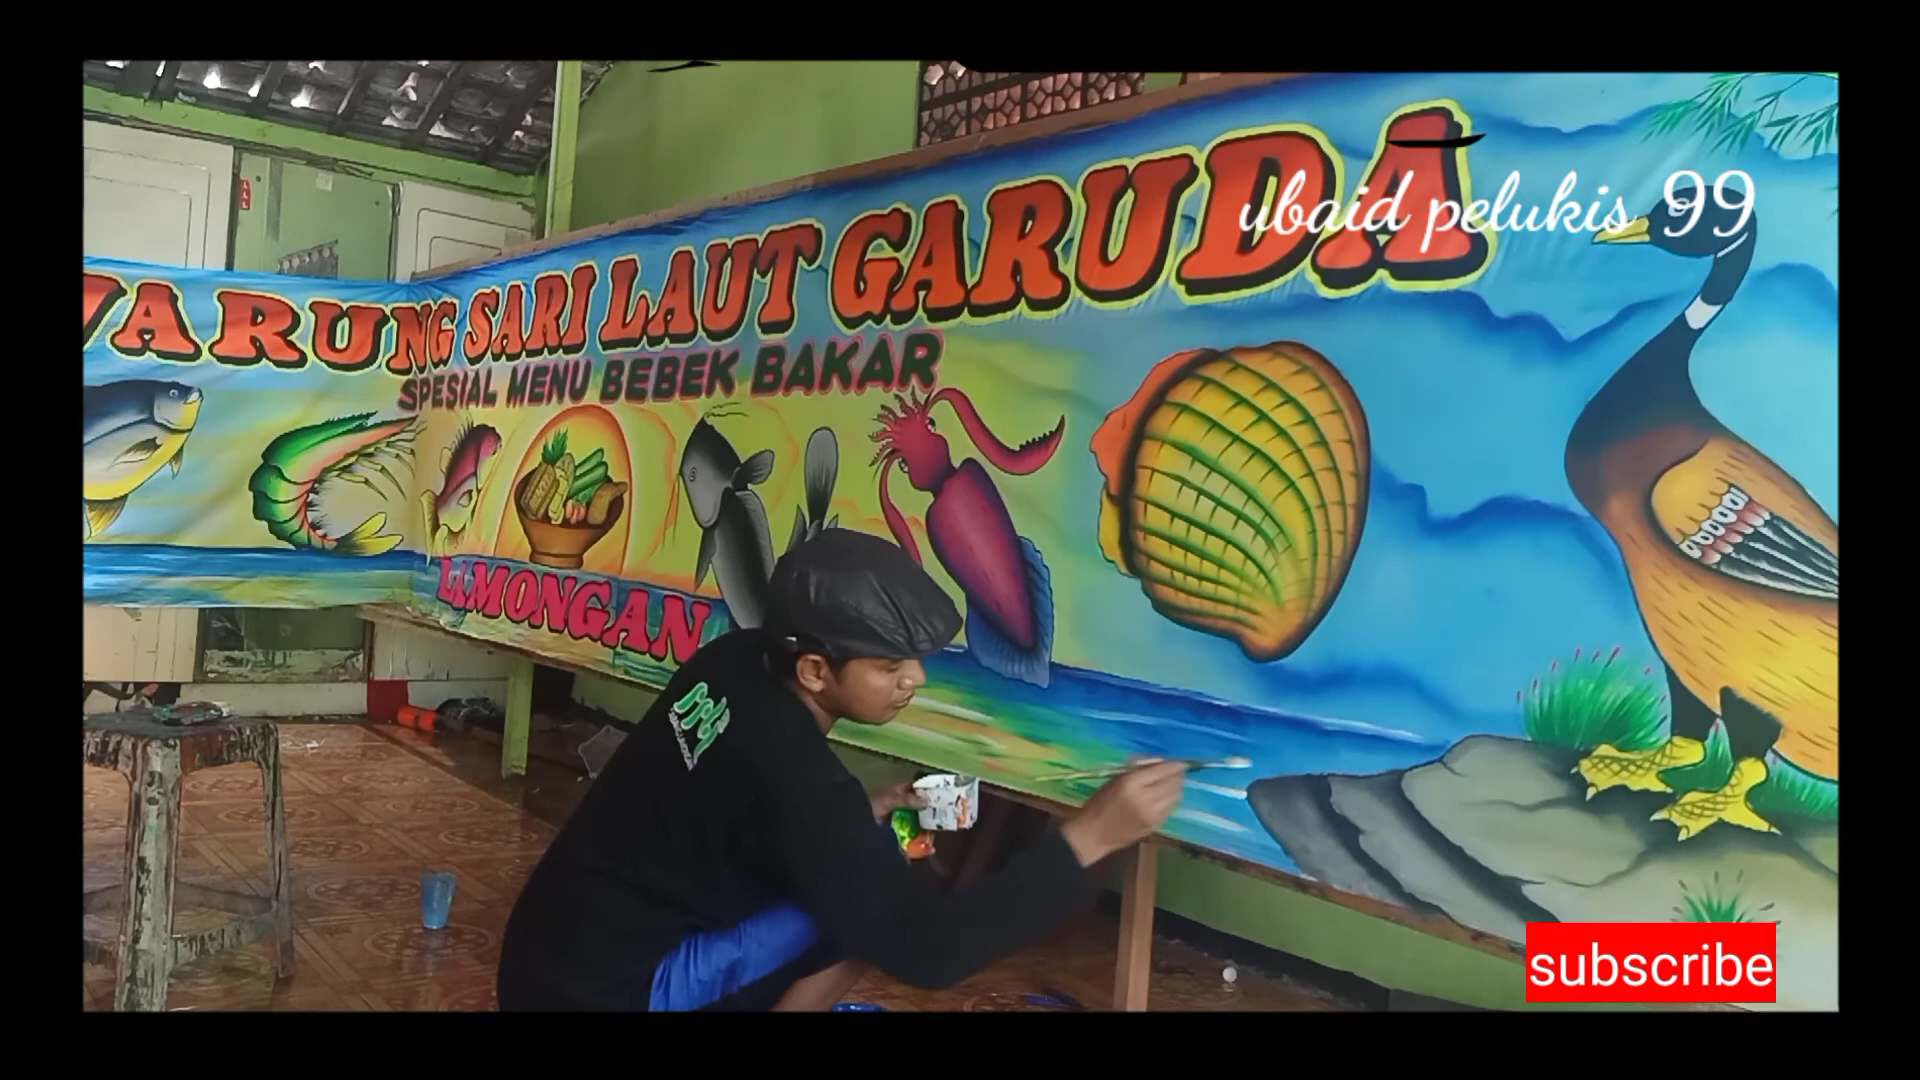 WARUNG SARI LAUT GARUDA
SPESIAL MENU BEBEK BAKAR
LAMONGAN
ubaid pelukis 99
subscribe